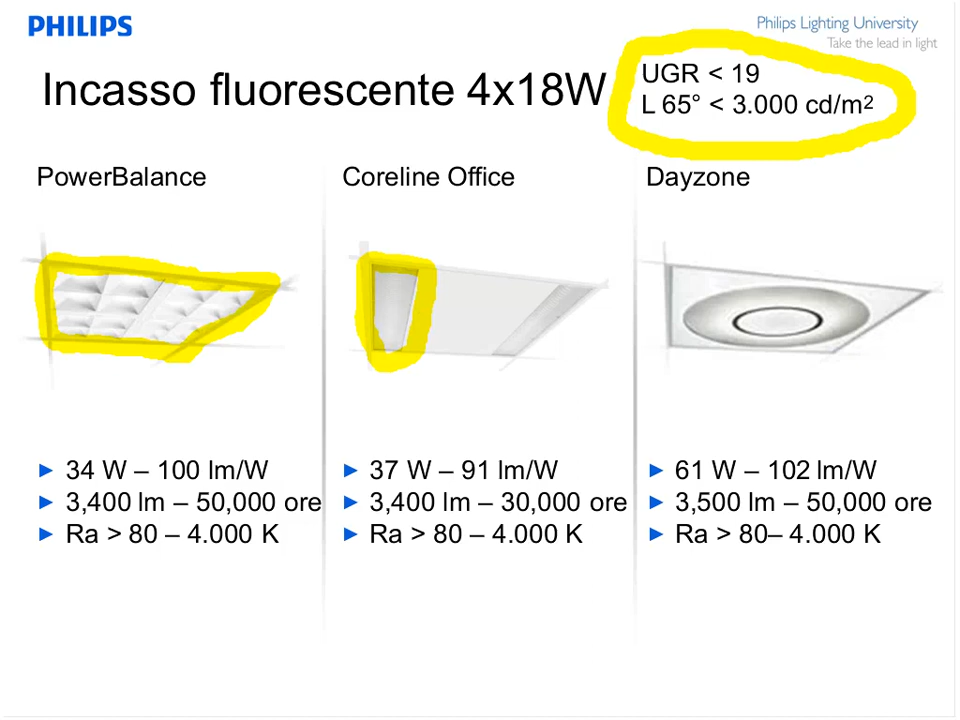 PHILIPS
Philips Lighting University
Take the lead in light
Incasso fluorescente 4x18W
UGR < 19
L 65° < 3.000 cd/m2
PowerBalance
Coreline Office
Dayzone
► 34 W – 100 lm/W
► 3,400 lm – 50,000 ore
► Ra > 80 – 4.000 K
► 37 W – 91 lm/W
► 3,400 lm – 30,000 ore
► Ra > 80 – 4.000 K
► 61 W – 102 lm/W
► 3,500 lm – 50,000 ore
► Ra > 80– 4.000 K